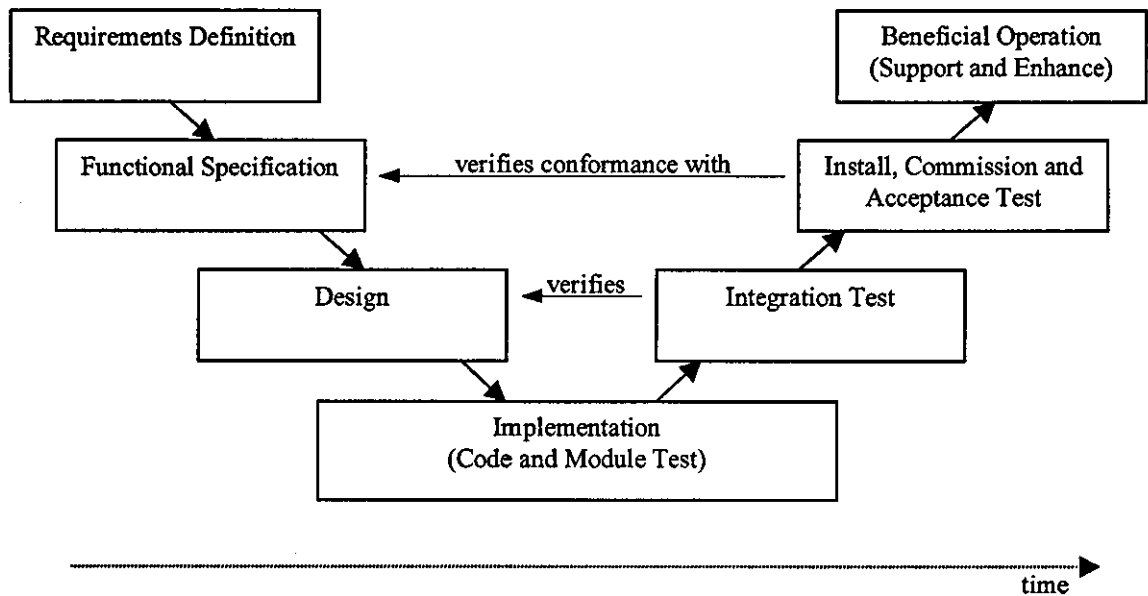 Requirements Definition
Beneficial Operation
(Support and Enhance)
Functional Specification
verifies conformance with
Install, Commission and
Acceptance Test
Design
verifies
Integration Test
Implementation
(Code and Module Test)
time